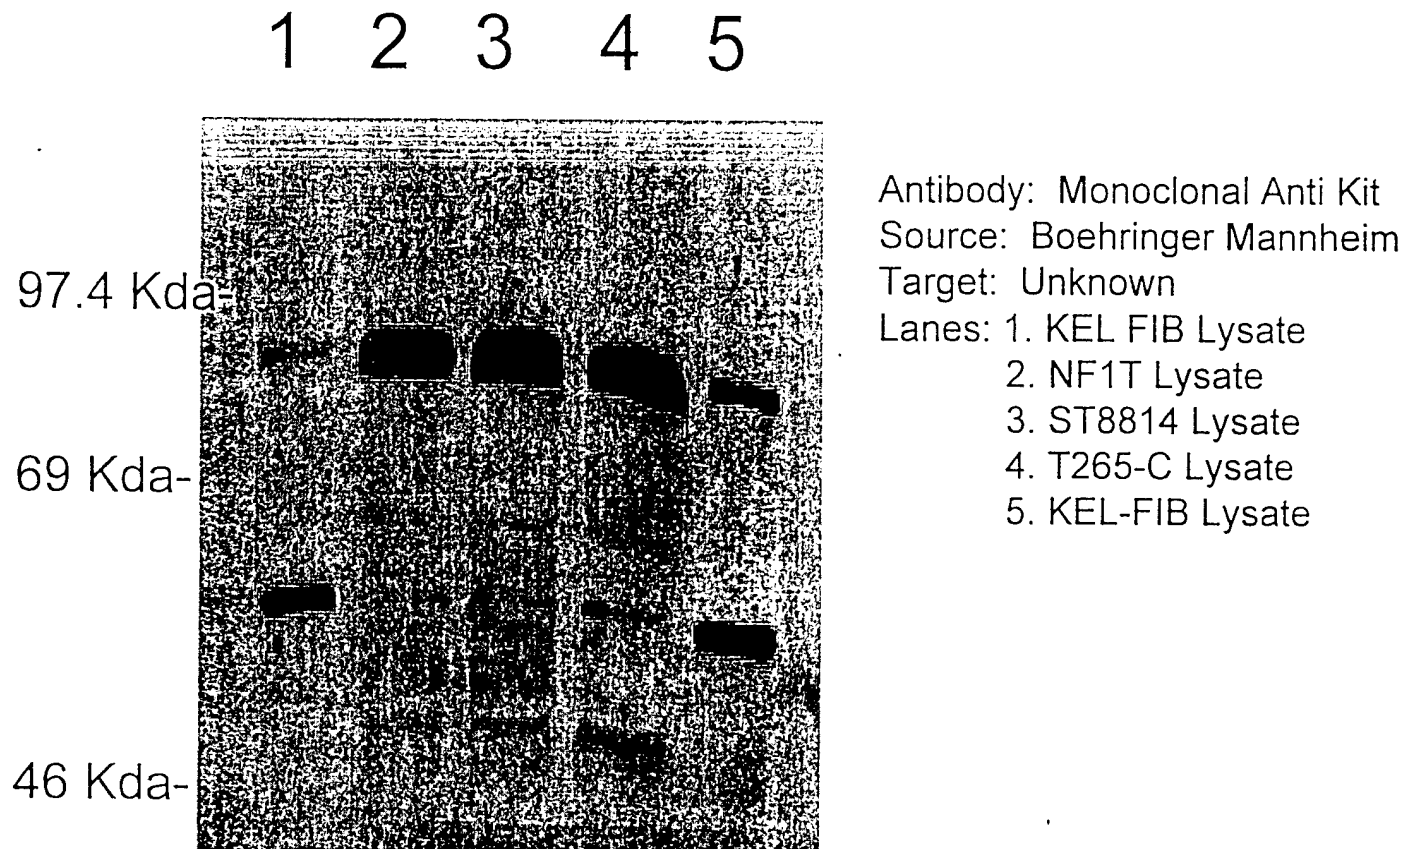 1 2 3 4 5
97.4 Kda-
69 Kda-
46 Kda-
Antibody: Monoclonal Anti Kit
Source: Boehringer Mannheim
Target: Unknown
Lanes: 1. KEL FIB Lysate
2. NF1T Lysate
3. ST8814 Lysate
4. T265-C Lysate
5. KEL-FIB Lysate